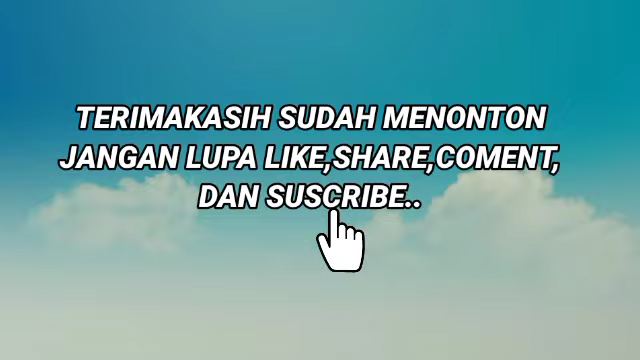 TERIMAKASIH SUDAH MENONTON
JANGAN LUPA LIKE,SHARE,COMENT,
DAN SUSCRIBE..